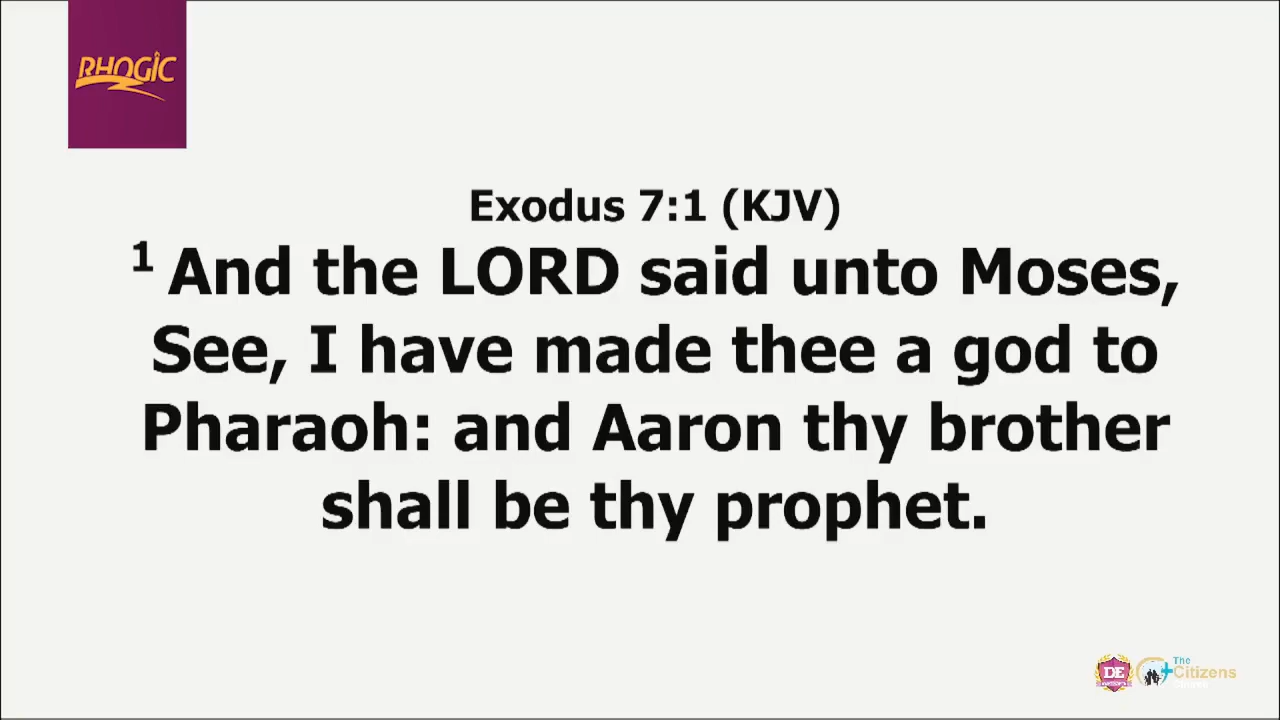 RHOGIC
Exodus 7:1 (KJV)
1 And the LORD said unto Moses,
See, I have made thee a god to
Pharaoh: and Aaron thy brother
shall be thy prophet.
DE
The
Citizens